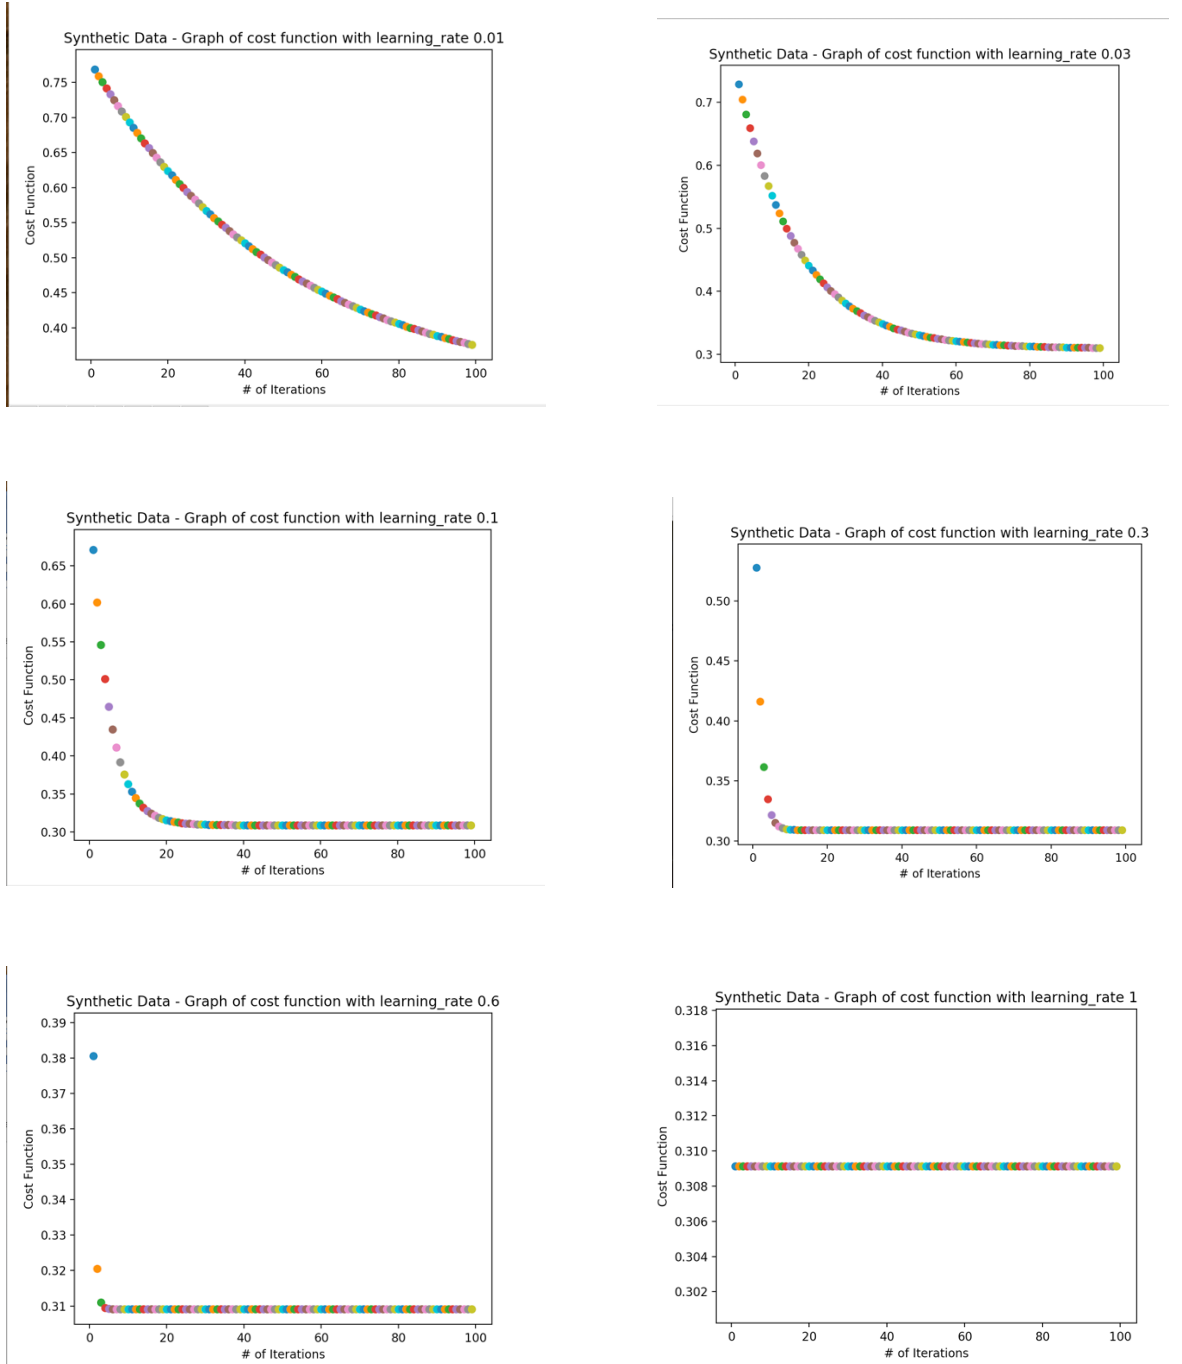 Synthetic Data - Graph of cost function with learning_rate 0.01
0.75
0.70
0.65
0.60
0.55
0.50
0.45
0.40
Cost Function
0 20 40 60 80 100
# of Iterations
Synthetic Data - Graph of cost function with learning_rate 0.03
0.7
0.6
0.5
0.4
0.3
Cost Function
0 20 40 60 80 100
# of Iterations
Synthetic Data - Graph of cost function with learning_rate 0.1
0.65
0.60
0.55
0.50
0.45
0.40
0.35
0.30
Cost Function
0 20 40 60 80 100
# of Iterations
Synthetic Data - Graph of cost function with learning_rate 0.3
0.50
0.45
0.40
0.35
0.30
Cost Function
0 20 40 60 80 100
# of Iterations
Synthetic Data - Graph of cost function with learning_rate 0.6
0.39
0.38
0.37
0.36
0.35
0.34
0.33
0.32
0.31
Cost Function
0 20 40 60 80 100
# of Iterations
Synthetic Data - Graph of cost function with learning_rate 1
0.318
0.316
0.314
0.312
0.310
0.308
0.306
0.304
0.302
Cost Function
0 20 40 60 80 100
# of Iterations